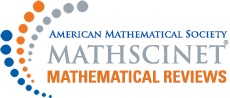 AMERICAN MATHEMATICAL SOCIETY
MATHSCINET®
MATHEMATICAL REVIEWS